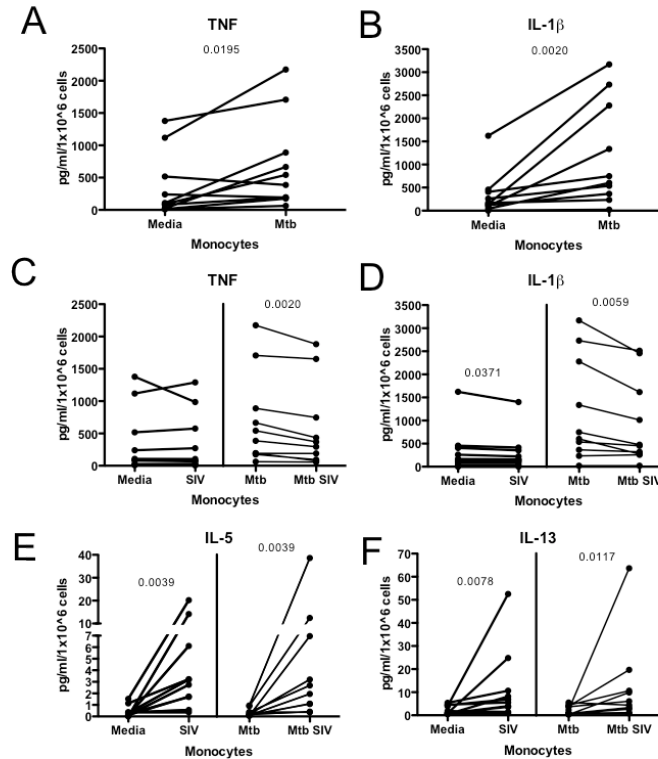 A
TNF
0.0195
pg/ml/1x10^6 cells
2500
2000
1500
1000
500
0
Media
Mtb
Monocytes
B
IL-1β
0.0020
pg/ml/1x10^6 cells
3500
3000
2500
2000
1500
1000
500
0
Media
Mtb
Monocytes
C
TNF
0.0020
pg/ml/1x10^6 cells
2500
2000
1500
1000
500
0
Media
SIV
Mtb
Mtb SIV
Monocytes
D
IL-1β
0.0059
0.0371
pg/ml/1x10^6 cells
3500
3000
2500
2000
1500
1000
500
0
Media
SIV
Mtb
Mtb SIV
Monocytes
E
IL-5
0.0039
0.0039
pg/ml/1x10^6 cells
40
30
20
10
7
6
5
4
3
2
1
0
Media
SIV
Mtb
Mtb SIV
Monocytes
F
IL-13
0.0117
0.0078
pg/ml/1x10^6 cells
70
60
50
40
30
20
10
0
Media
SIV
Mtb
Mtb SIV
Monocytes